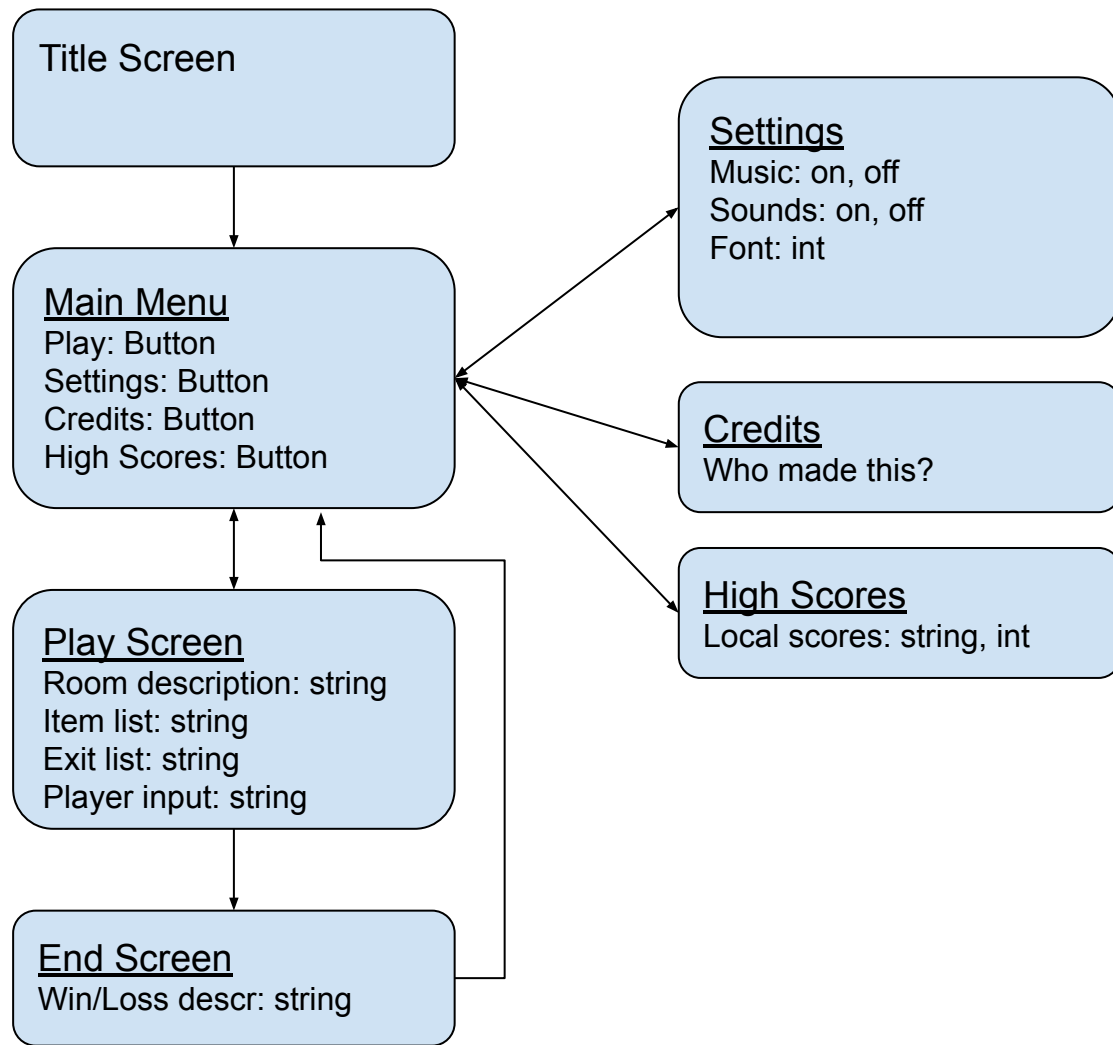 Title Screen
Main Menu
Play: Button
Settings: Button
Credits: Button
High Scores: Button
Play Screen
Room description: string
Item list: string
Exit list: string
Player input: string
End Screen
Win/Loss descr: string
Settings
Music: on, off
Sounds: on, off
Font: int
Credits
Who made this?
High Scores
Local scores: string, int